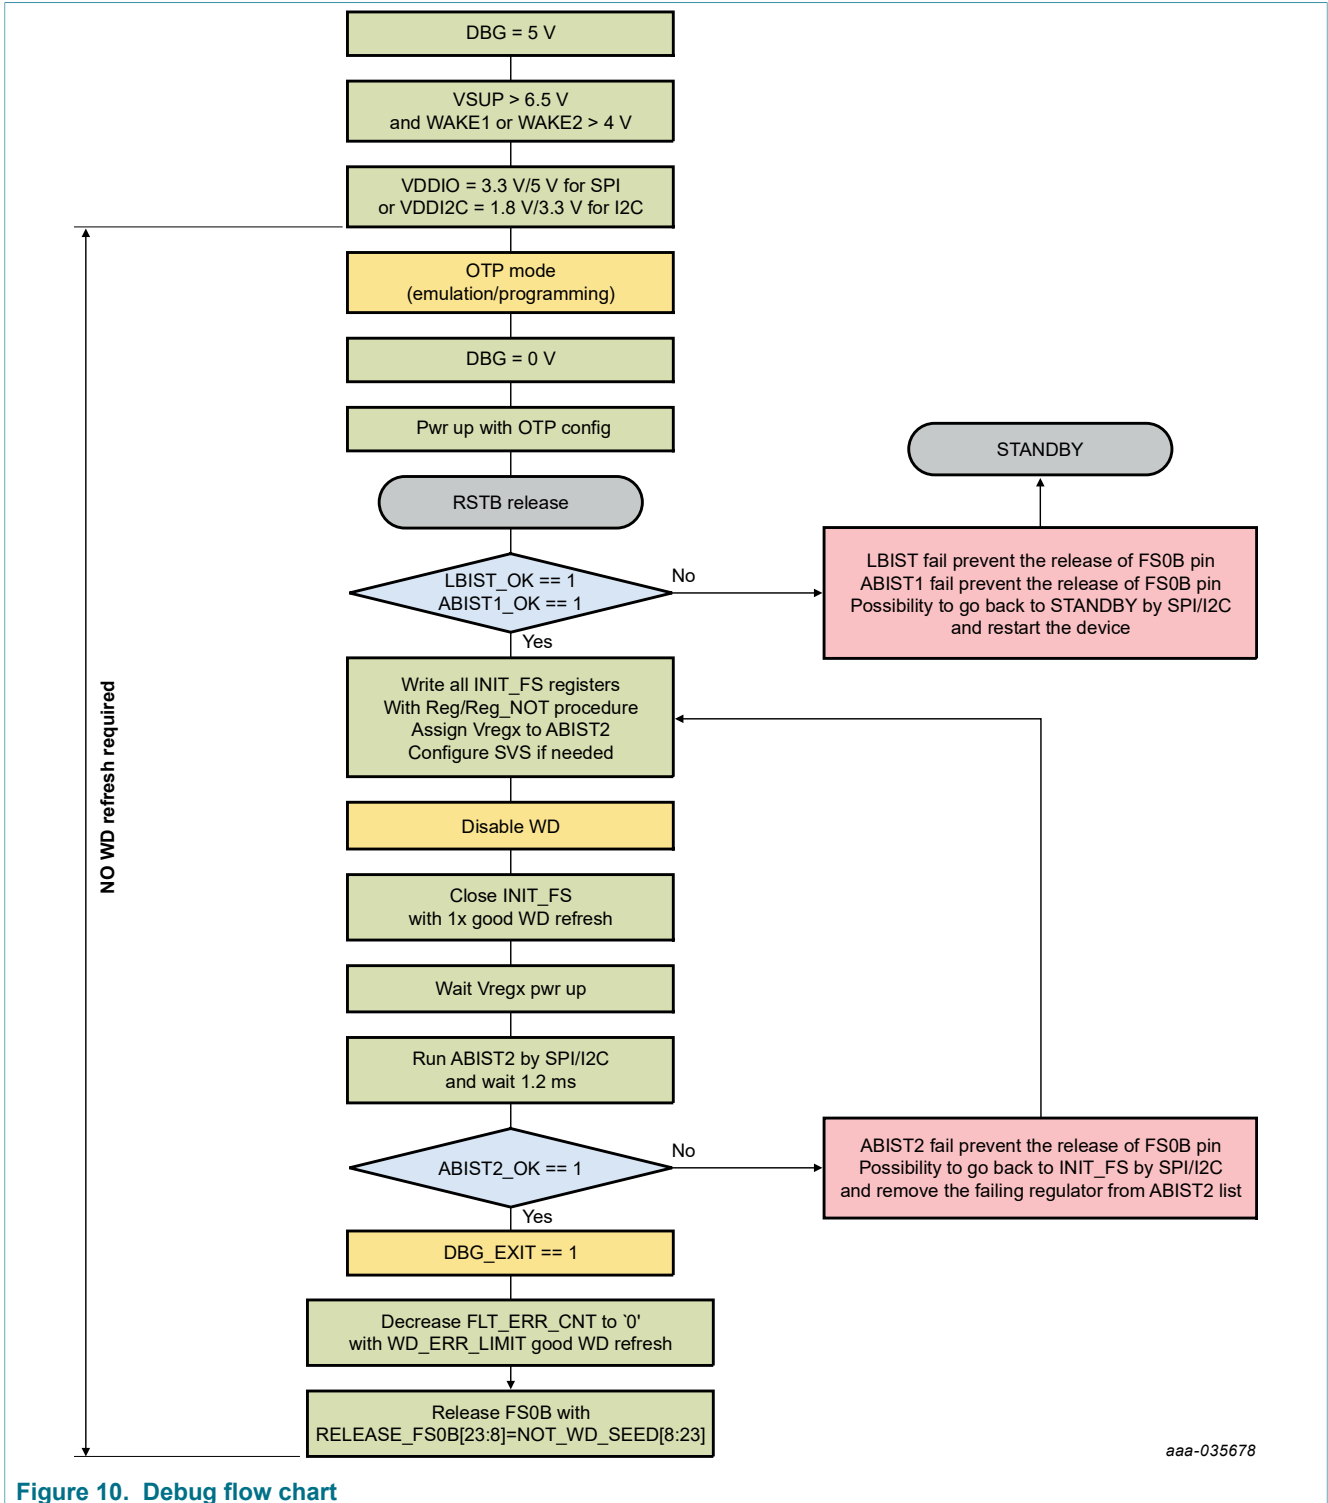 DBG = 5 V
VSUP > 6.5 V
and WAKE1 or WAKE2 > 4 V
VDDIO = 3.3 V/5 V for SPI
or VDDI2C = 1.8 V/3.3 V for I2C
OTP mode
(emulation/programming)
DBG = 0 V
Pwr up with OTP config
STANDBY
RSTB release
LBIST_OK == 1
ABIST1_OK == 1
No
LBIST fail prevent the release of FS0B pin
ABIST1 fail prevent the release of FS0B pin
Possibility to go back to STANDBY by SPI/I2C
and restart the device
Yes
Write all INIT_FS registers
With Reg/Reg_NOT procedure
Assign Vregx to ABIST2
Configure SVS if needed
NO WD refresh required
Disable WD
Close INIT_FS
with 1x good WD refresh
Wait Vregx pwr up
Run ABIST2 by SPI/I2C
and wait 1.2 ms
ABIST2_OK == 1
No
ABIST2 fail prevent the release of FS0B pin
Possibility to go back to INIT_FS by SPI/I2C
and remove the failing regulator from ABIST2 list
Yes
DBG_EXIT == 1
Decrease FLT_ERR_CNT to `0'
with WD_ERR_LIMIT good WD refresh
Release FS0B with
RELEASE_FS0B[23:8]=NOT_WD_SEED[8:23]
aaa-035678
Figure 10. Debug flow chart